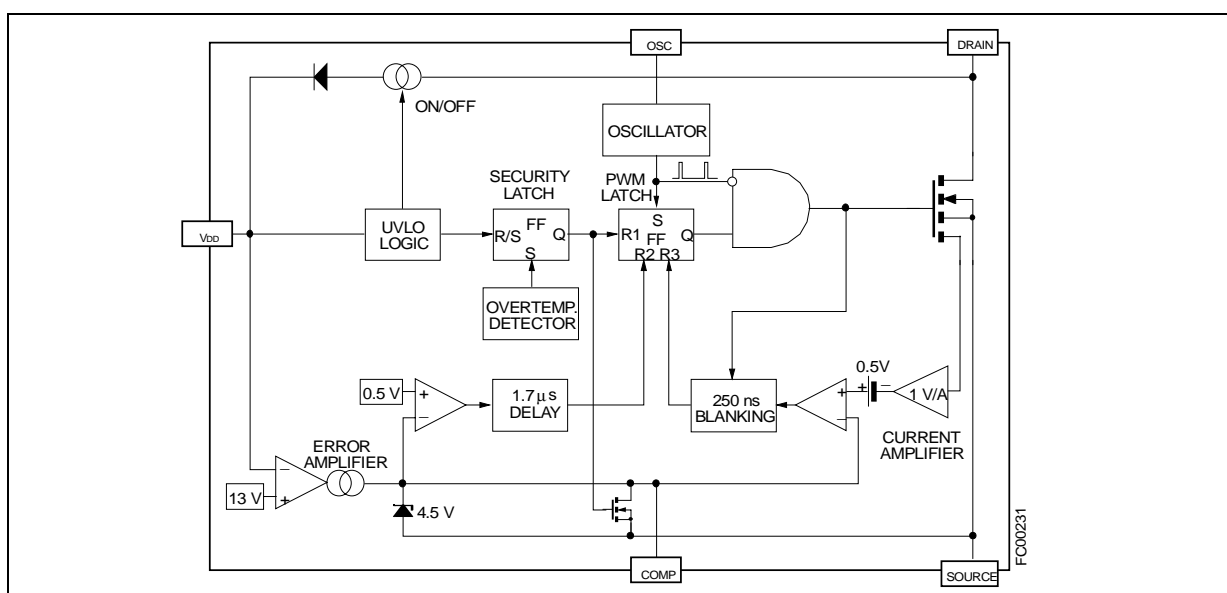 OSC
DRAIN
ON/OFF
OSCILLATOR
SECURITY
LATCH
PWM
LATCH
VDD
UVLO
LOGIC
R/S
FF
Q
S
R1
S
FF
Q
R2 R3
OVERTEMP.
DETECTOR
0.5 V
+
−
1.7 µs
DELAY
250 ns
BLANKING
+
−
0.5V
+
−
1 V/A
CURRENT
AMPLIFIER
ERROR
AMPLIFIER
−
13 V
+
4.5 V
COMP
SOURCE
FC00231